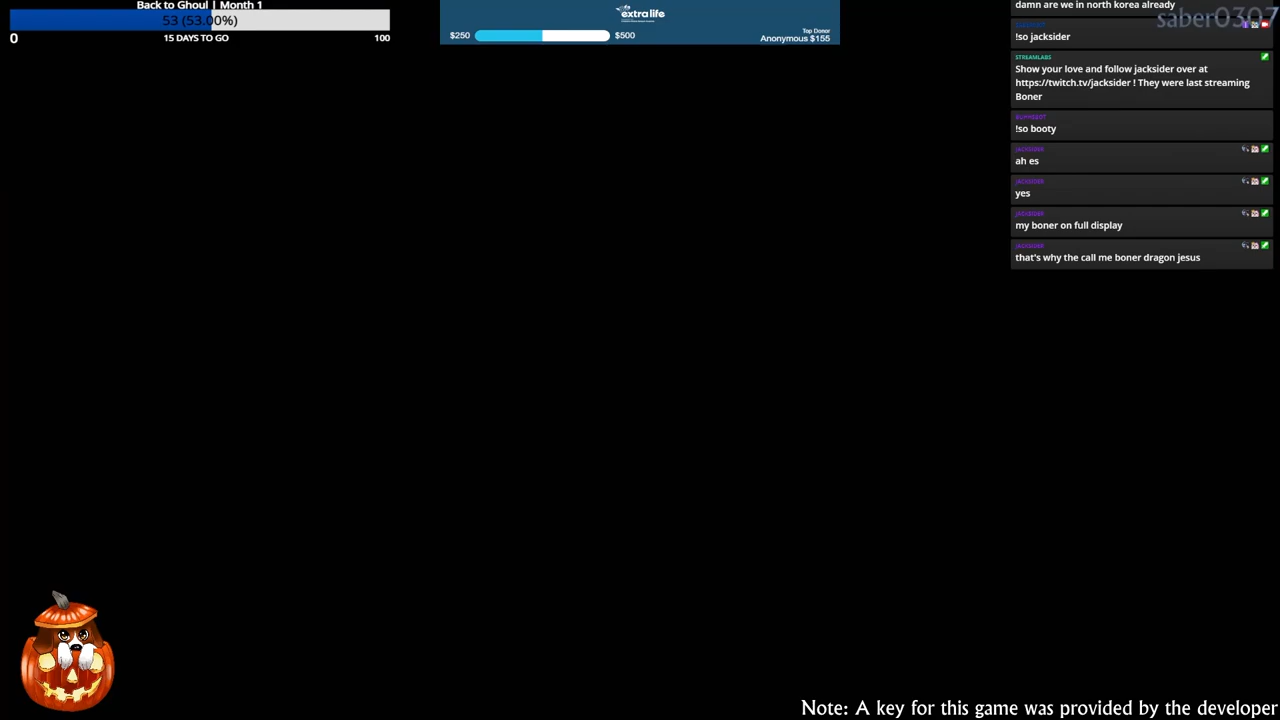 Back to Ghoul | Month 1
53 (53.00%)
0
15 DAYS TO GO
100
extra life
$250
$500
Top Donor
Anonymous $155
damn are we in north korea already
saber0307
!so jacksider
STREAMLABS
Show your love and follow jacksider over at
https://twitch.tv/jacksider ! They were last streaming
Boner
!so booty
JACKSIDER
ah es
JACKSIDER
yes
JACKSIDER
my boner on full display
JACKSIDER
that's why the call me boner dragon jesus
Note: A key for this game was provided by the developer